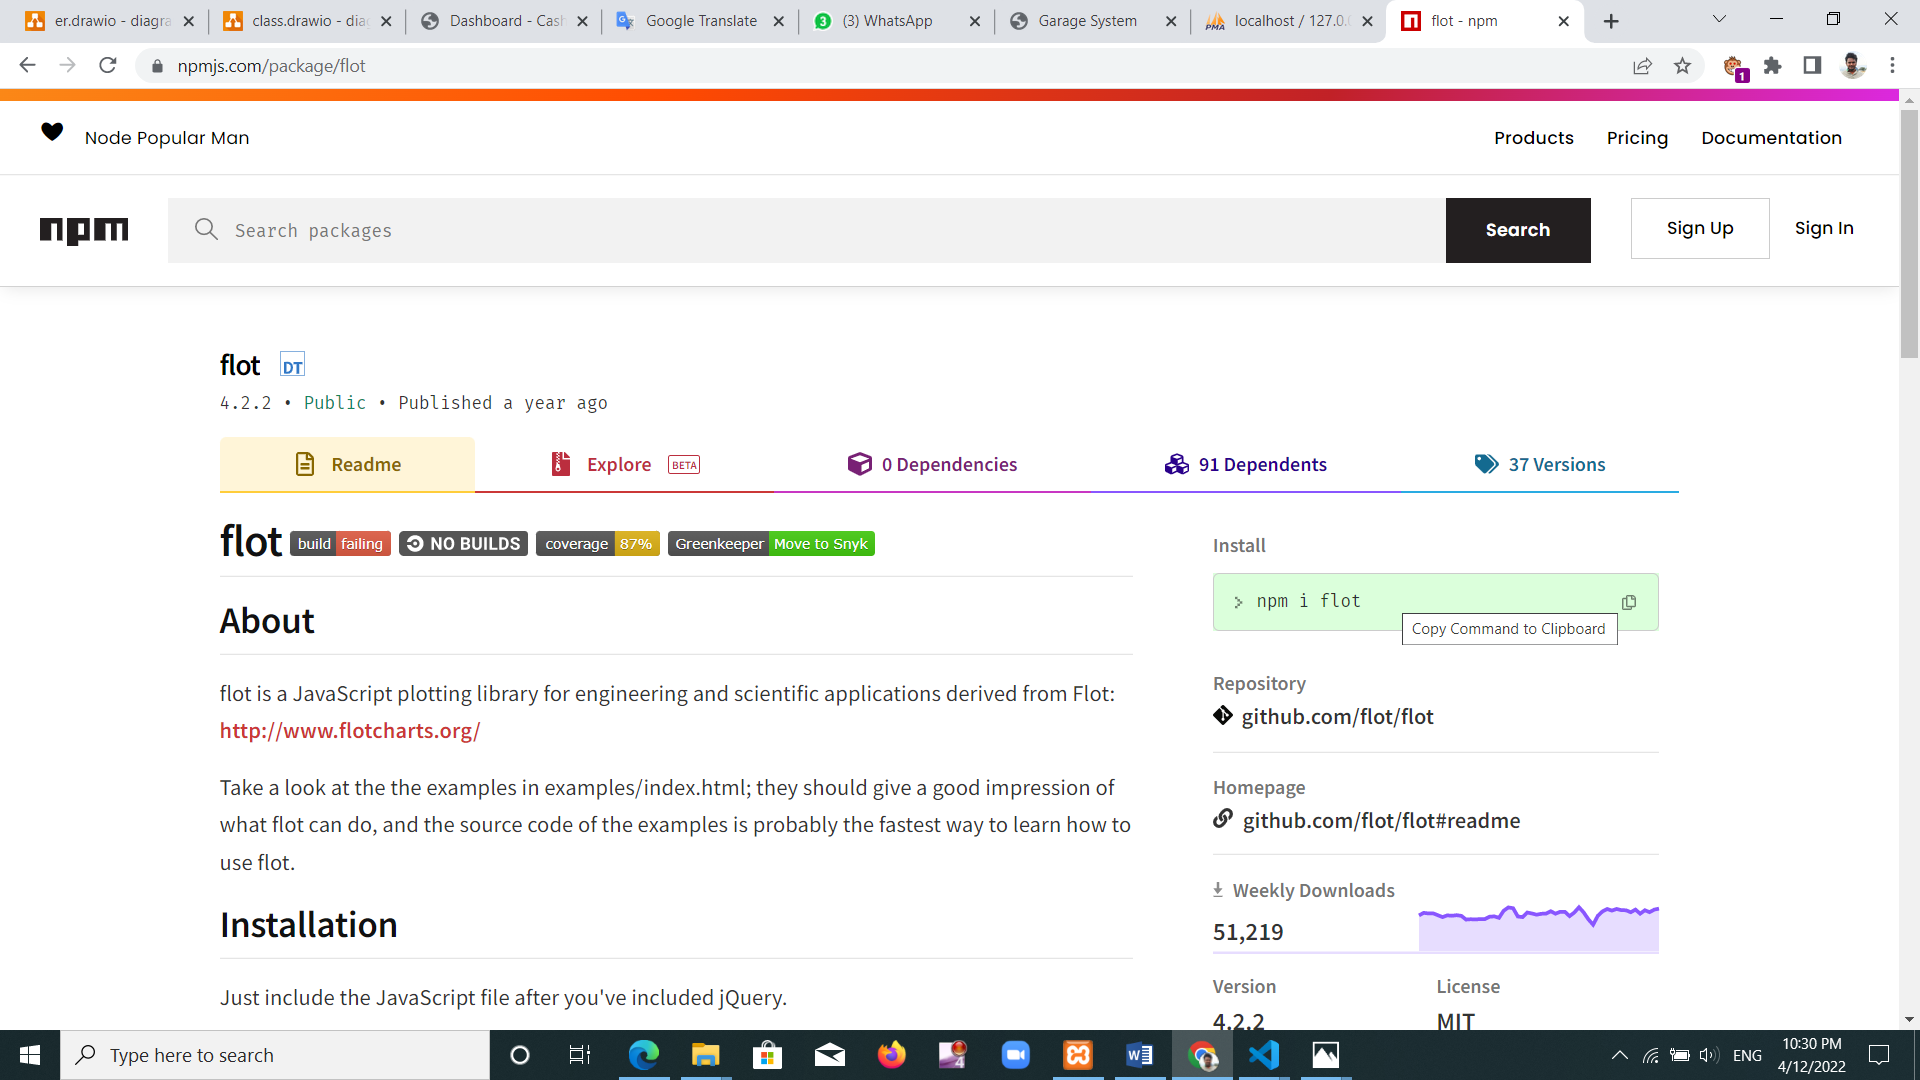 er.drawio - diagra
class.drawio - dia
Dashboard - Cash
Google Translate
(3) WhatsApp
Garage System
localhost / 127.0.0
flot - npm
npmjs.com/package/flot
1
Node Popular Man
Products
Pricing
Documentation
npm
Search packages
Search
Sign Up
Sign In
flot DT
4.2.2 • Public • Published a year ago
Readme
Explore BETA
0 Dependencies
91 Dependents
37 Versions
flot build failing NO BUILDS coverage 87% Greenkeeper Move to Snyk
About
flot is a JavaScript plotting library for engineering and scientific applications derived from Flot:
http://www.flotcharts.org/
Take a look at the the examples in examples/index.html; they should give a good impression of
what flot can do, and the source code of the examples is probably the fastest way to learn how to
use flot.
Installation
Just include the JavaScript file after you've included jQuery.
Install
> npm i flot
Copy Command to Clipboard
Repository
github.com/flot/flot
Homepage
github.com/flot/flot#readme
Weekly Downloads
51,219
Version
License
4.2.2
MIT
Type here to search
ENG
10:30 PM
4/12/2022